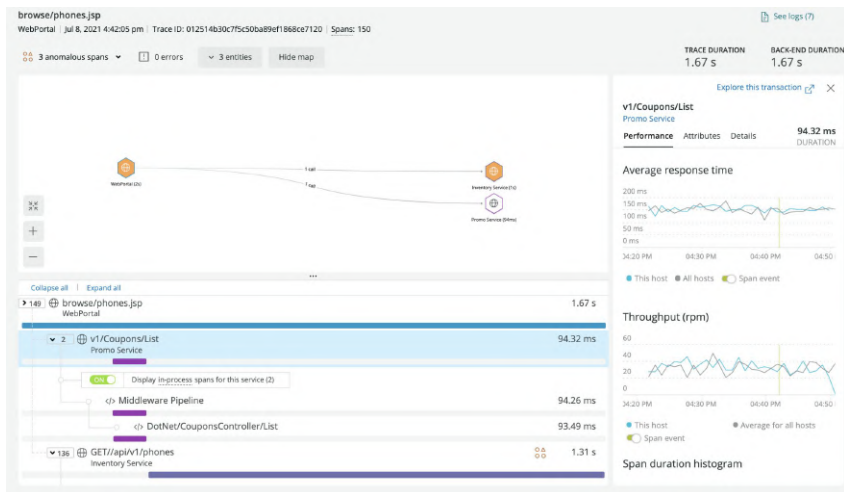 browse/phones.jsp
WebPortal | Jul 8, 2021 4:42:05 pm | Trace ID: 012514b30c7f5c50ba89ef1868ce7120 | Spans: 150
See logs (7)
3 anomalous spans
0 errors
3 entities
Hide map
TRACE DURATION
1.67 s
BACK-END DURATION
1.67 s
WebPortal (2s)
1 call
1 call
Inventory Service (1s)
Promo Service (94ms)
Collapse all | Expand all
149 browse/phones.jsp 1.67 s
WebPortal
2 v1/Coupons/List 94.32 ms
Promo Service
ON Display in-process spans for this service (2)
</> Middleware Pipeline 94.26 ms
</> DotNet/CouponsController/List 93.49 ms
136 GET//api/v1/phones 1.31 s
Inventory Service
Explore this transaction
v1/Coupons/List
Promo Service
Performance Attributes Details
94.32 ms
DURATION
Average response time
200 ms
150 ms
100 ms
50 ms
0 ms
04:20 PM 04:30 PM 04:40 PM 04:50
This host All hosts Span event
Throughput (rpm)
60
40
20
0
04:20 PM 04:30 PM 04:40 PM 04:50
This host Average for all hosts
Span event
Span duration histogram